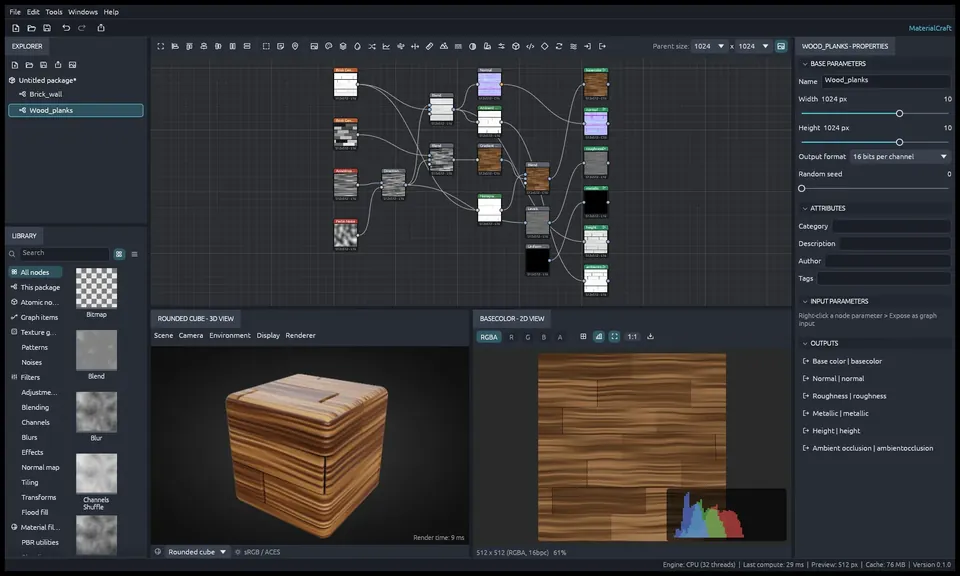 File Edit Tools Windows Help
MaterialCraft
EXPLORER
Untitled package*
Brick_wall
Wood_planks
LIBRARY
Search
All nodes
This package
Atomic no...
Graph items
Texture g...
Patterns
Noises
Filters
Adjustme...
Blending
Channels
Blurs
Effects
Normal map
Tiling
Transforms
Flood fill
Material fil...
PBR utilities
Bitmap
Blend
Blur
Channels
Shuffle
Parent size: 1024 x 1024
ROUNDED CUBE - 3D VIEW
Scene Camera Environment Display Renderer
Render time: 9 ms
Rounded cube sRGB / ACES
BASECOLOR - 2D VIEW
RGBA R G B A 1:1
512 x 512 (RGBA, 16bpc) 61%
WOOD_PLANKS - PROPERTIES
BASE PARAMETERS
Name Wood_planks
Width 1024 px 10
Height 1024 px 10
Output format 16 bits per channel
Random seed 0
ATTRIBUTES
Category
Description
Author
Tags
INPUT PARAMETERS
Right-click a node parameter > Expose as graph
input
OUTPUTS
Base color | basecolor
Normal | normal
Roughness | roughness
Metallic | metallic
Height | height
Ambient occlusion | ambientocclusion
Engine: CPU (32 threads) | Last compute: 29 ms | Preview: 512 px | Cache: 76 MB | Version 0.1.0